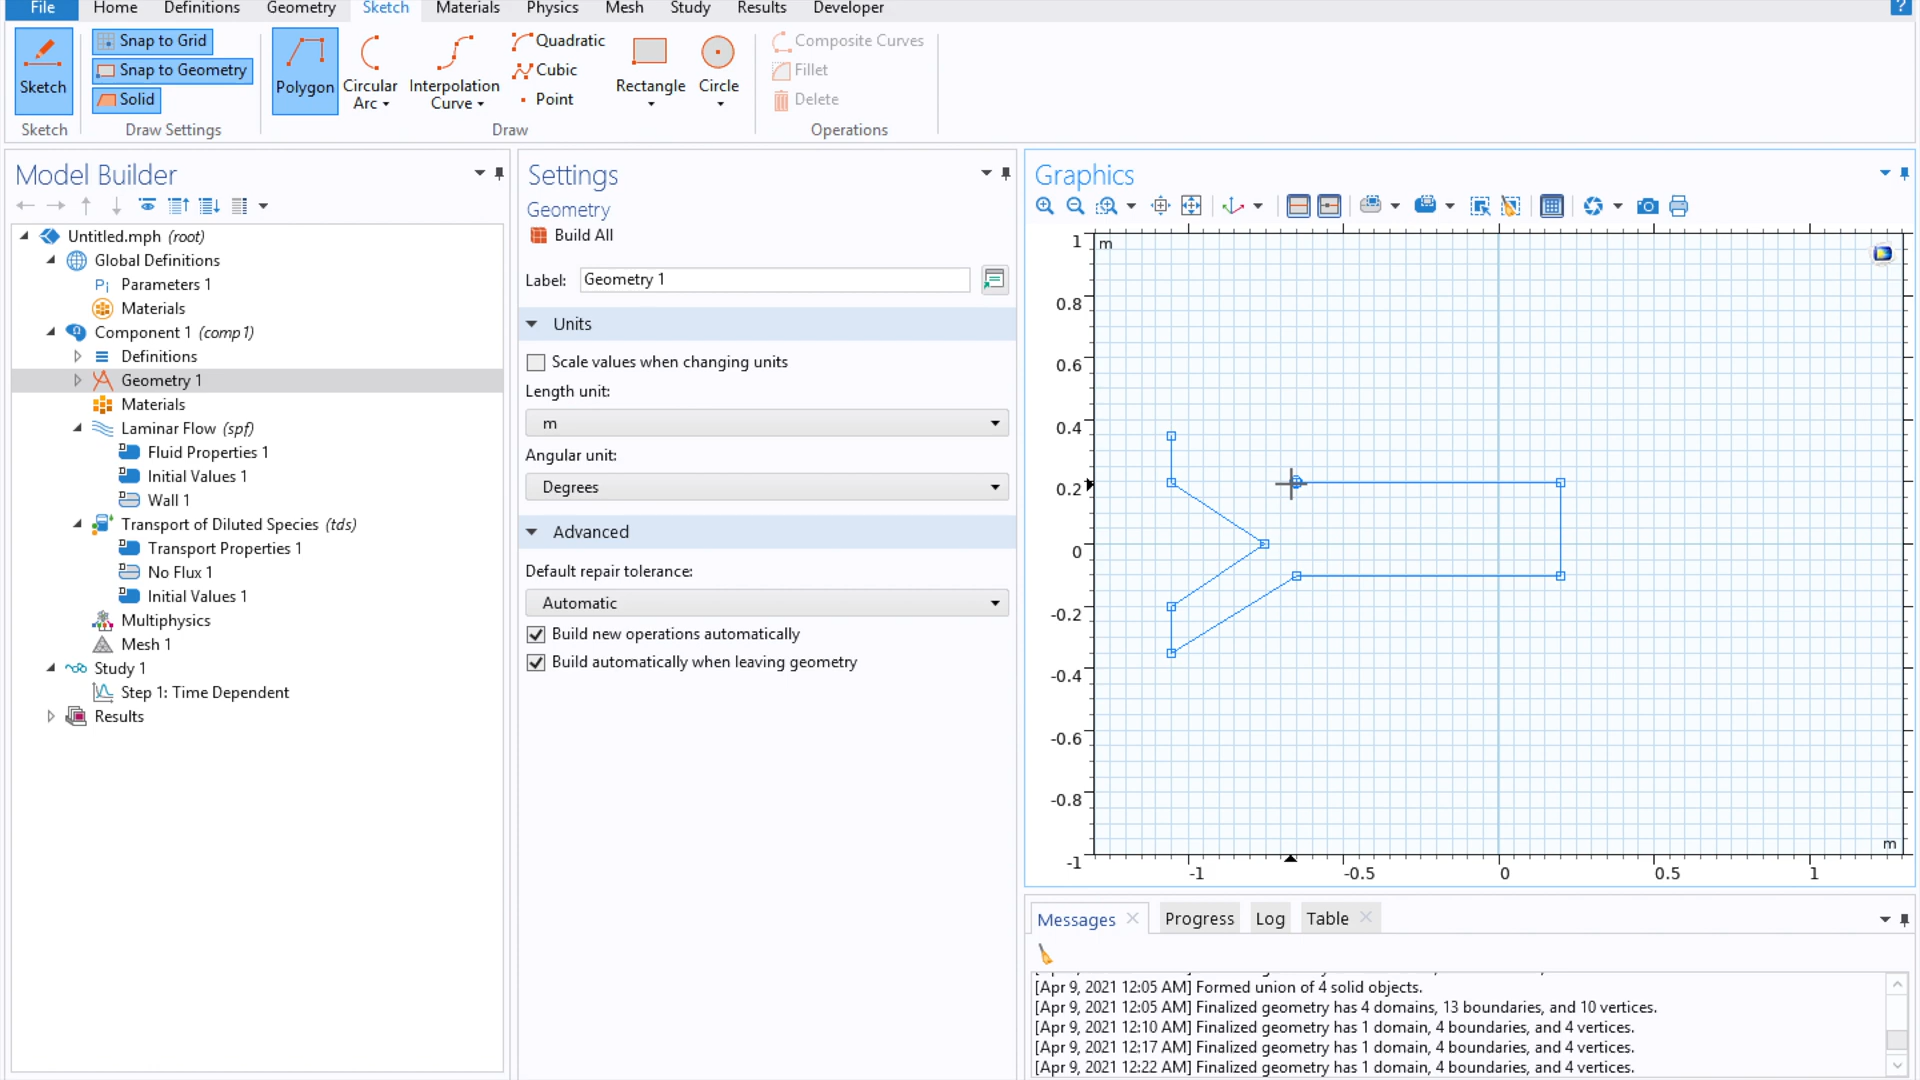 File Home Definitions Geometry Sketch Materials Physics Mesh Study Results Developer ?
Sketch
Snap to Grid
Snap to Geometry
Solid
Polygon
Circular Arc
Interpolation Curve
Quadratic
Cubic
Point
Rectangle
Circle
Composite Curves
Fillet
Delete
Sketch Draw Settings Draw Operations
Model Builder
Untitled.mph (root)
Global Definitions
Pi Parameters 1
Materials
Component 1 (comp1)
Definitions
Geometry 1
Materials
Laminar Flow (spf)
Fluid Properties 1
Initial Values 1
Wall 1
Transport of Diluted Species (tds)
Transport Properties 1
No Flux 1
Initial Values 1
Multiphysics
Mesh 1
Study 1
Step 1: Time Dependent
Results
Settings
Geometry
Build All
Label: Geometry 1
Units
Scale values when changing units
Length unit:
m
Angular unit:
Degrees
Advanced
Default repair tolerance:
Automatic
Build new operations automatically
Build automatically when leaving geometry
Graphics
1 m
0.8
0.6
0.4
0.2
0
-0.2
-0.4
-0.6
-0.8
-1 m
-1 -0.5 0 0.5 1
Messages Progress Log Table
[Apr 9, 2021 12:05 AM] Formed union of 4 solid objects.
[Apr 9, 2021 12:05 AM] Finalized geometry has 4 domains, 13 boundaries, and 10 vertices.
[Apr 9, 2021 12:10 AM] Finalized geometry has 1 domain, 4 boundaries, and 4 vertices.
[Apr 9, 2021 12:17 AM] Finalized geometry has 1 domain, 4 boundaries, and 4 vertices.
[Apr 9, 2021 12:22 AM] Finalized geometry has 1 domain, 4 boundaries, and 4 vertices.